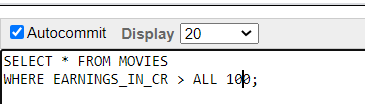 Autocommit Display 20
SELECT * FROM MOVIES
WHERE EARNINGS_IN_CR > ALL 100;